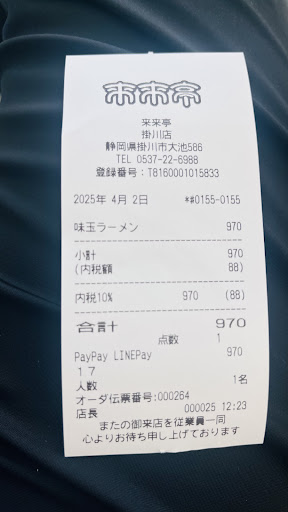 来来亭
来来亭
掛川店
静岡県掛川市大池586
TEL 0537-22-6988
登録番号：T8160001015833
2025年 4月 2日 *#0155-0155
味玉ラーメン 970
小計 970
(内税額 88)
内税10% 970 (88)
合計 970
点数 1
PayPay LINEPay 970
１７
人数 1名
オーダ伝票番号:000264
店長 000025 12:23
またの御来店を従業員一同
心よりお待ち申し上げております